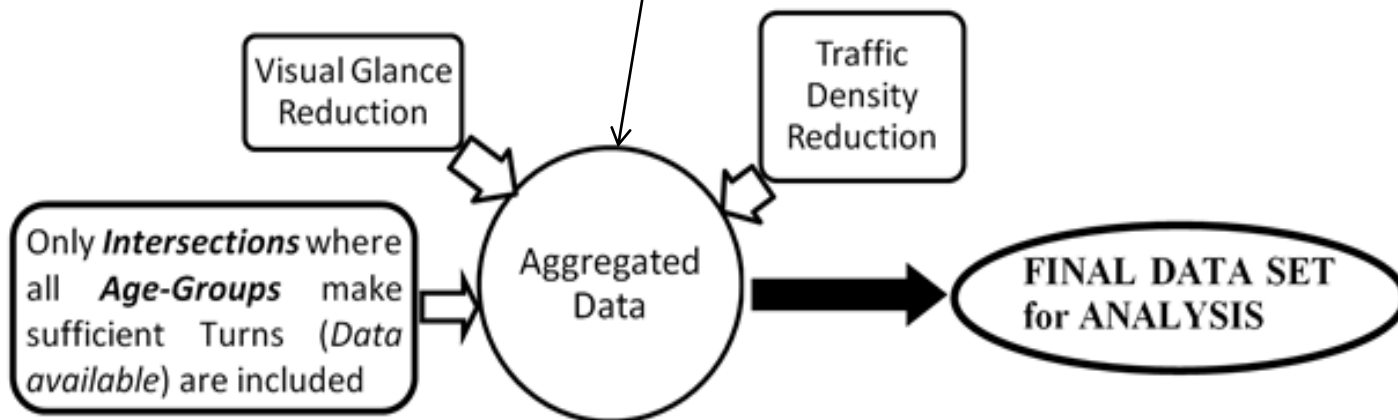 Visual Glance
Reduction
Traffic
Density
Reduction
Only Intersections where
all Age-Groups make
sufficient Turns (Data
available) are included
Aggregated
Data
FINAL DATA SET
for ANALYSIS